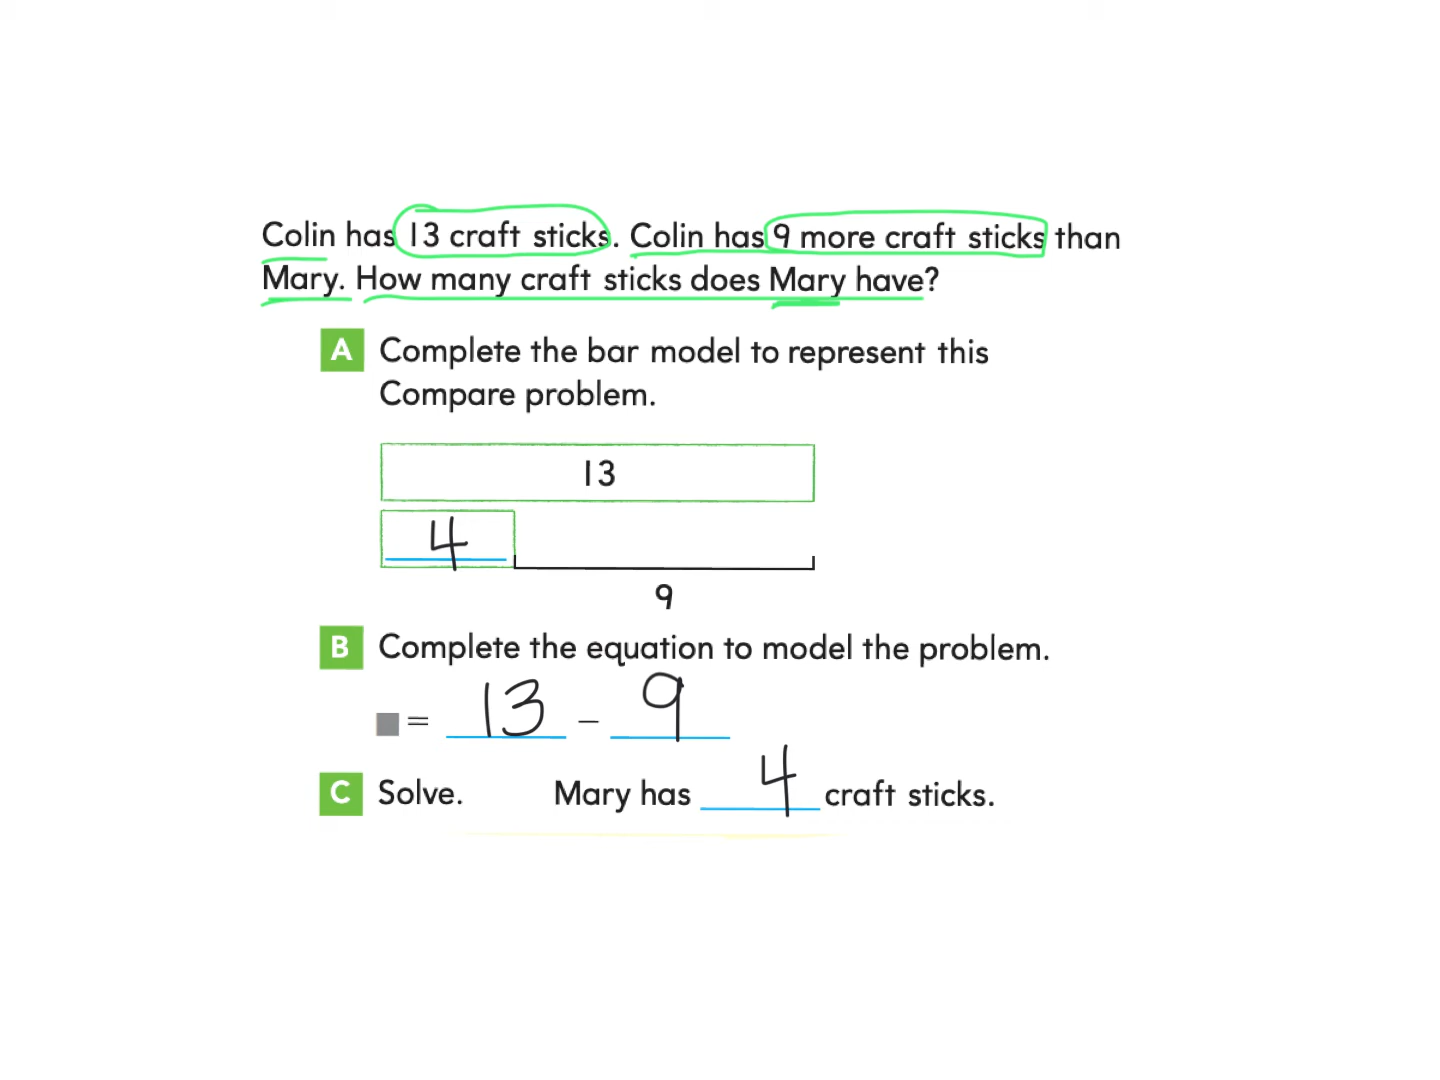 Colin has 13 craft sticks. Colin has 9 more craft sticks than
Mary. How many craft sticks does Mary have?
A Complete the bar model to represent this
Compare problem.
13
4
9
B Complete the equation to model the problem.
■ = 13 – 9
C Solve. Mary has 4 craft sticks.